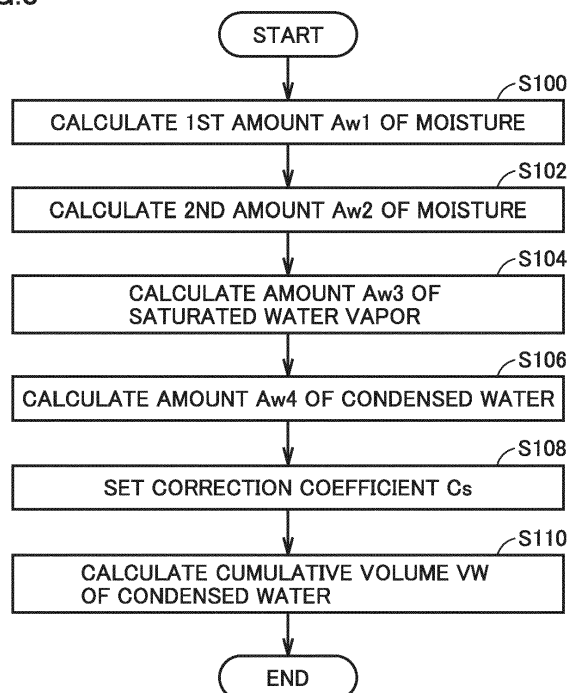 START
S100
CALCULATE 1ST AMOUNT Aw1 OF MOISTURE
S102
CALCULATE 2ND AMOUNT Aw2 OF MOISTURE
S104
CALCULATE AMOUNT Aw3 OF
SATURATED WATER VAPOR
S106
CALCULATE AMOUNT Aw4 OF CONDENSED WATER
S108
SET CORRECTION COEFFICIENT Cs
S110
CALCULATE CUMULATIVE VOLUME VW
OF CONDENSED WATER
END